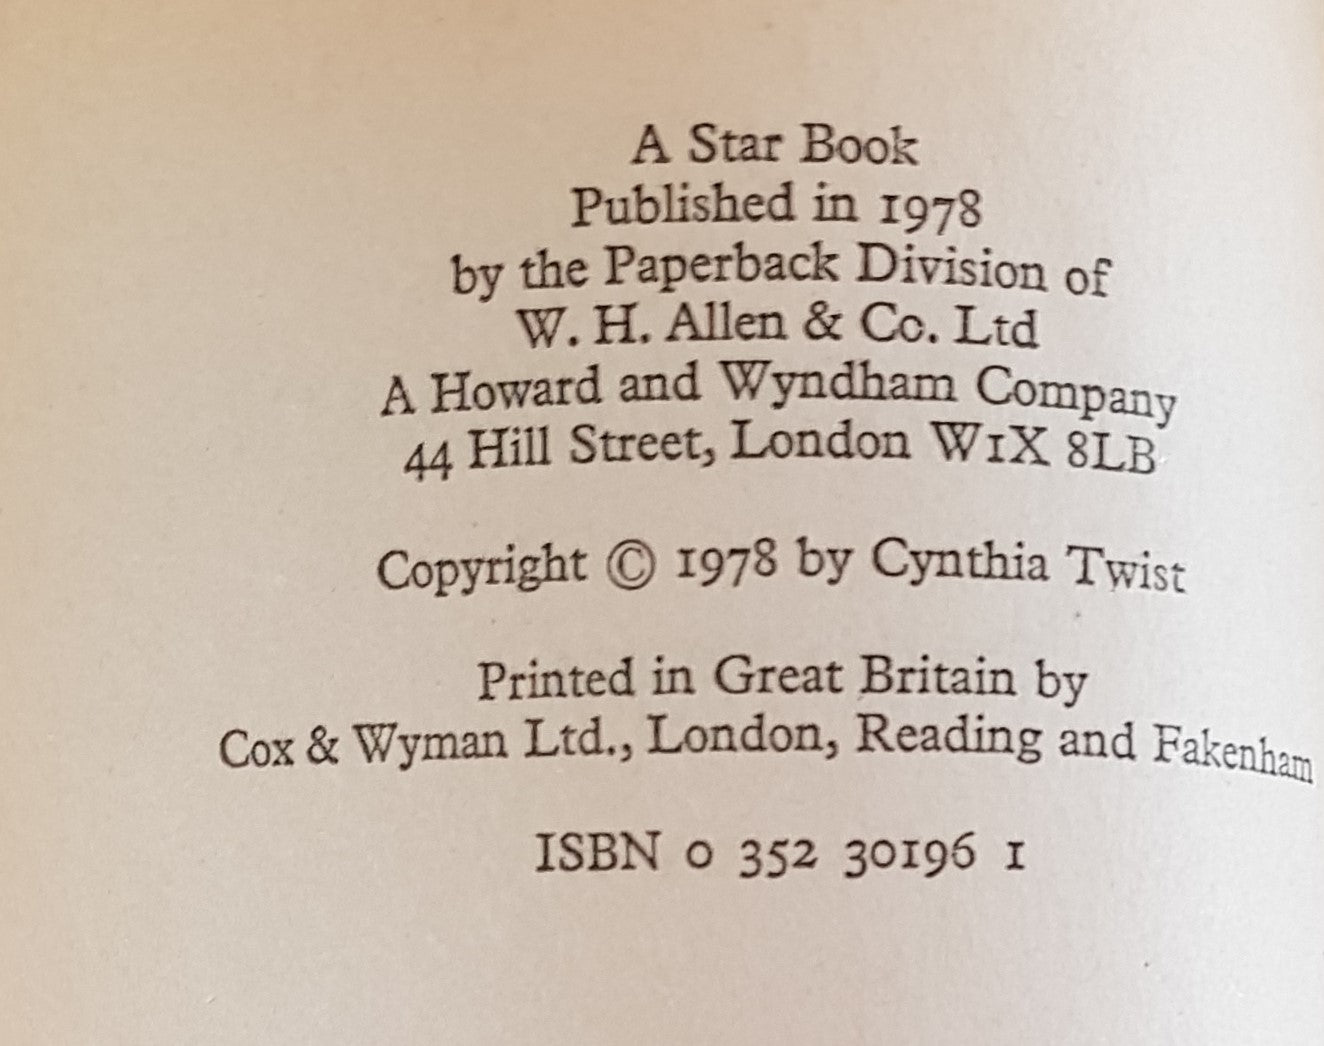 A Star Book
Published in 1978
by the Paperback Division of
W. H. Allen & Co. Ltd
A Howard and Wyndham Company
44 Hill Street, London W1X 8LB
Copyright © 1978 by Cynthia Twist
Printed in Great Britain by
Cox & Wyman Ltd., London, Reading and Fakenham
ISBN 0 352 30196 1